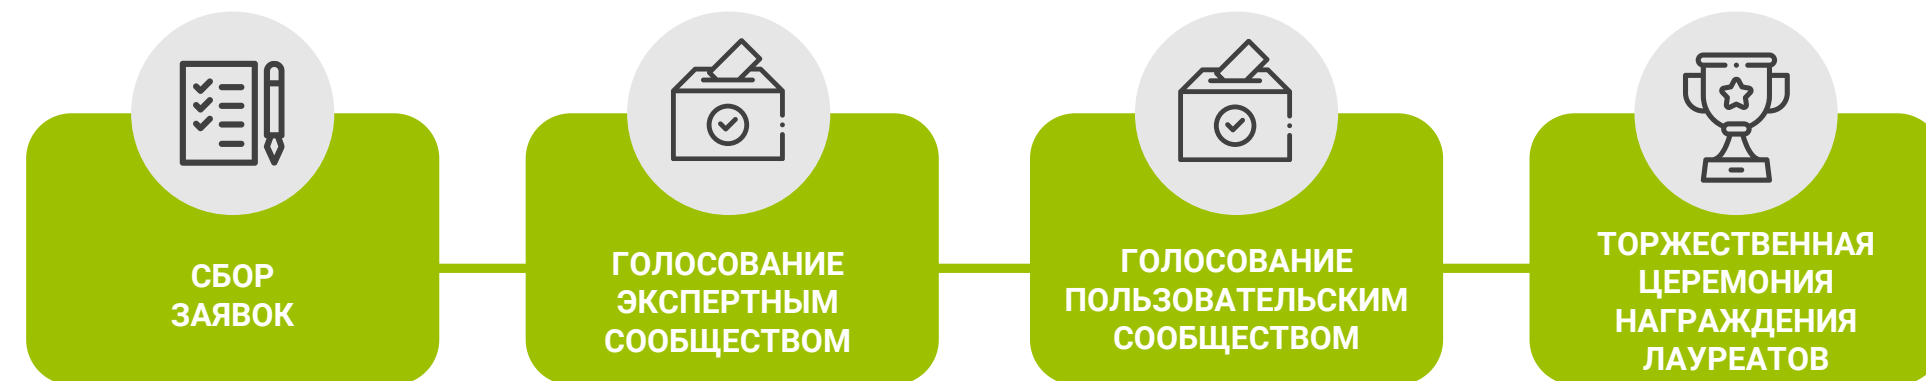 СБОР
ЗАЯВОК
ГОЛОСОВАНИЕ
ЭКСПЕРТНЫМ
СООБЩЕСТВОМ
ГОЛОСОВАНИЕ
ПОЛЬЗОВАТЕЛЬСКИМ
СООБЩЕСТВОМ
ТОРЖЕСТВЕННАЯ
ЦЕРЕМОНИЯ
НАГРАЖДЕНИЯ
ЛАУРЕАТОВ